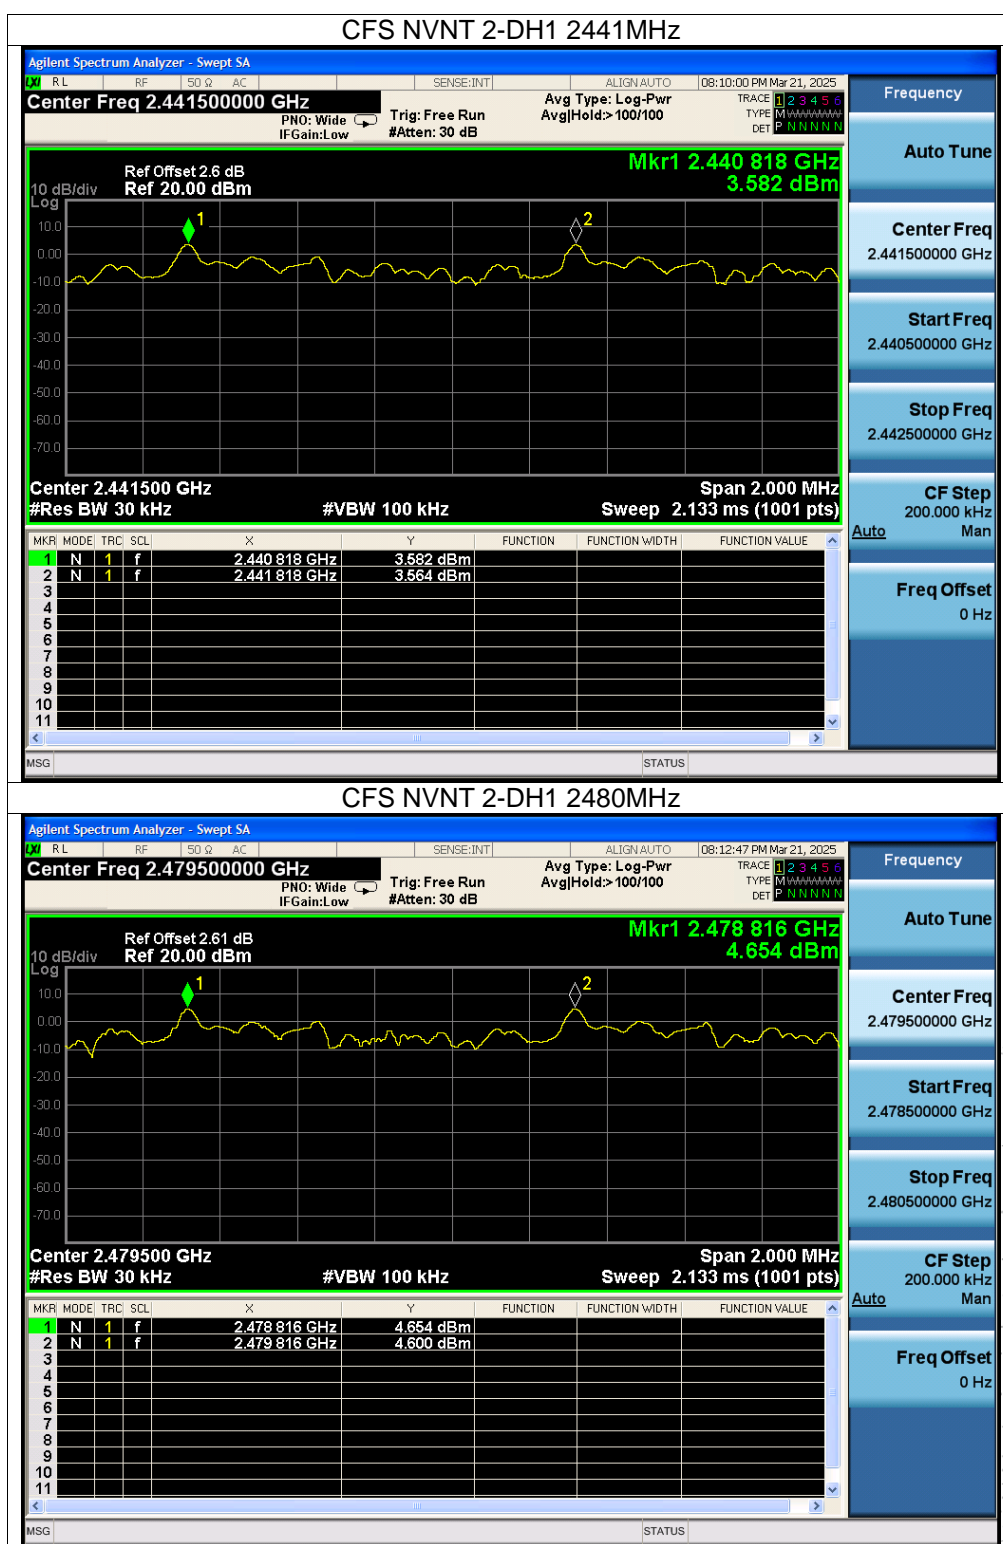 CFS NVNT 2-DH1 2441MHz
Agilent Spectrum Analyzer - Swept SA
LXI RL RF 50 Ω AC SENSE:INT ALIGN AUTO 08:10:00 PM Mar 21, 2025
Center Freq 2.441500000 GHz
PNO: Wide
IFGain:Low
Trig: Free Run
#Atten: 30 dB
Avg Type: Log-Pwr
Avg|Hold:>100/100
TRACE 1 2 3 4 5 6
TYPE MWWWWW
DET P N N N N N
Frequency
Auto Tune
Center Freq
2.441500000 GHz
Start Freq
2.440500000 GHz
Stop Freq
2.442500000 GHz
CF Step
200.000 kHz
Auto Man
Freq Offset
0 Hz
Mkr1 2.440 818 GHz
3.582 dBm
Ref Offset 2.6 dB
10 dB/div Ref 20.00 dBm
Log
10.0
0.00
-10.0
-20.0
-30.0
-40.0
-50.0
-60.0
-70.0
1
2
Center 2.441500 GHz Span 2.000 MHz
#Res BW 30 kHz #VBW 100 kHz Sweep 2.133 ms (1001 pts)
MKR MODE TRC SCL X Y FUNCTION FUNCTION WIDTH FUNCTION VALUE
1 N 1 f 2.440 818 GHz 3.582 dBm
2 N 1 f 2.441 818 GHz 3.564 dBm
3
4
5
6
7
8
9
10
11
MSG STATUS
CFS NVNT 2-DH1 2480MHz
Agilent Spectrum Analyzer - Swept SA
LXI RL RF 50 Ω AC SENSE:INT ALIGN AUTO 08:12:47 PM Mar 21, 2025
Center Freq 2.479500000 GHz
PNO: Wide
IFGain:Low
Trig: Free Run
#Atten: 30 dB
Avg Type: Log-Pwr
Avg|Hold:>100/100
TRACE 1 2 3 4 5 6
TYPE MWWWWW
DET P N N N N N
Frequency
Auto Tune
Center Freq
2.479500000 GHz
Start Freq
2.478500000 GHz
Stop Freq
2.480500000 GHz
CF Step
200.000 kHz
Auto Man
Freq Offset
0 Hz
Mkr1 2.478 816 GHz
4.654 dBm
Ref Offset 2.61 dB
10 dB/div Ref 20.00 dBm
Log
10.0
0.00
-10.0
-20.0
-30.0
-40.0
-50.0
-60.0
-70.0
1
2
Center 2.479500 GHz Span 2.000 MHz
#Res BW 30 kHz #VBW 100 kHz Sweep 2.133 ms (1001 pts)
MKR MODE TRC SCL X Y FUNCTION FUNCTION WIDTH FUNCTION VALUE
1 N 1 f 2.478 816 GHz 4.654 dBm
2 N 1 f 2.479 816 GHz 4.600 dBm
3
4
5
6
7
8
9
10
11
MSG STATUS